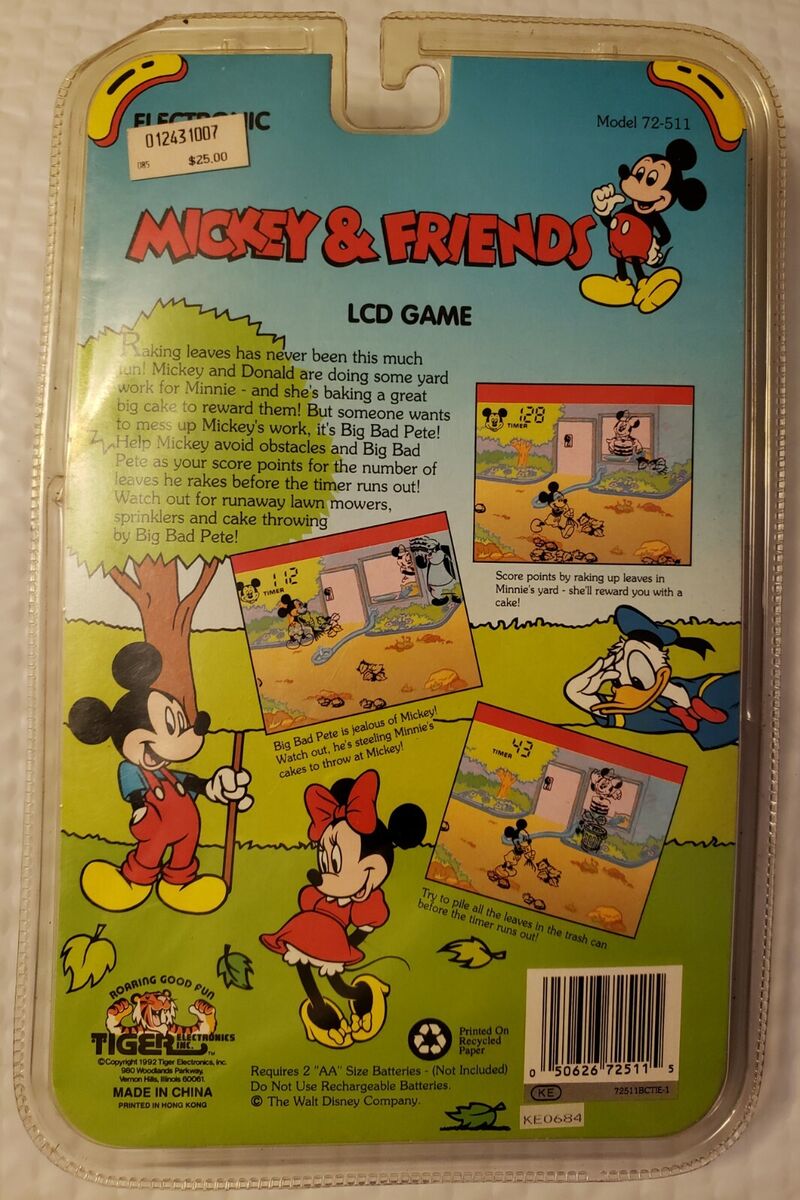 ELECTRONIC
012431007
085 $25.00
Model 72-511
MICKEY & FRIENDS
LCD GAME
Raking leaves has never been this much
fun! Mickey and Donald are doing some yard
work for Minnie - and she's baking a great
big cake to reward them! But someone wants
to mess up Mickey's work, it's Big Bad Pete!
Help Mickey avoid obstacles and Big Bad
Pete as your score points for the number of
leaves he rakes before the timer runs out!
Watch out for runaway lawn mowers,
sprinklers and cake throwing
by Big Bad Pete!
128
TIMER
Score points by raking up leaves in
Minnie's yard - she'll reward you with a
cake!
112
TIMER
Big Bad Pete is jealous of Mickey!
Watch out, he's steeling Minnie's
cakes to throw at Mickey!
TIMER 43
Try to pile all the leaves in the trash can
before the timer runs out!
ROARING GOOD FUN
TIGER ELECTRONICS
INC. TM
©Copyright 1992 Tiger Electronics, Inc.
980 Woodlands Parkway,
Vernon Hills, Illinois 60061.
MADE IN CHINA
PRINTED IN HONG KONG
Printed On
Recycled
Paper
Requires 2 "AA" Size Batteries - (Not Included)
Do Not Use Rechargeable Batteries.
© The Walt Disney Company.
0 50626 72511 5
KE 72511BCTIE-1
KE0684